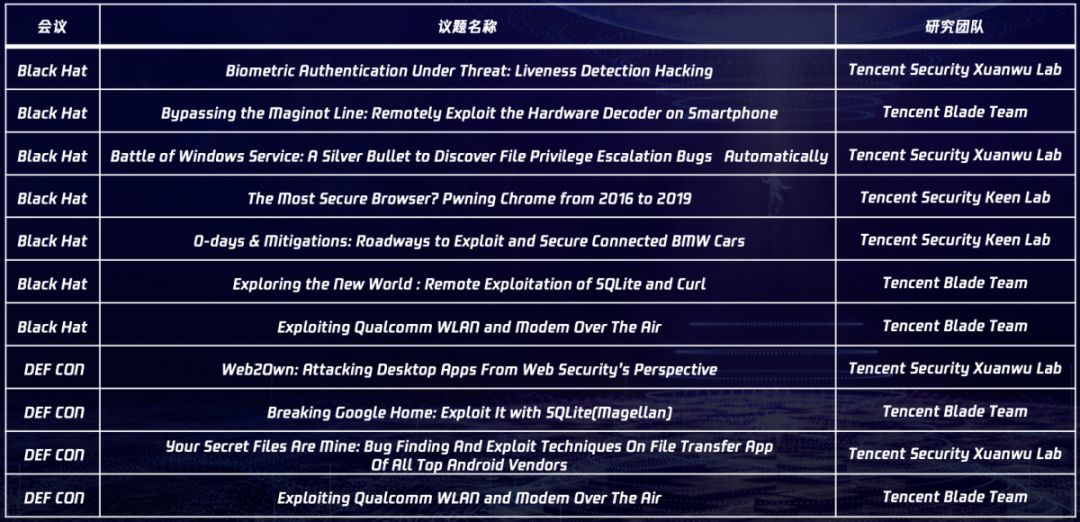 会议 议题名称 研究团队
Black Hat Biometric Authentication Under Threat: Liveness Detection Hacking Tencent Security Xuanwu Lab
Black Hat Bypassing the Maginot Line: Remotely Exploit the Hardware Decoder on Smartphone Tencent Blade Team
Black Hat Battle of Windows Service: A Silver Bullet to Discover File Privilege Escalation Bugs Automatically Tencent Security Xuanwu Lab
Black Hat The Most Secure Browser? Pwning Chrome from 2016 to 2019 Tencent Security Keen Lab
Black Hat 0-days & Mitigations: Roadways to Exploit and Secure Connected BMW Cars Tencent Security Keen Lab
Black Hat Exploring the New World : Remote Exploitation of SQLite and Curl Tencent Blade Team
Black Hat Exploiting Qualcomm WLAN and Modem Over The Air Tencent Blade Team
DEF CON Web2Own: Attacking Desktop Apps From Web Security's Perspective Tencent Security Xuanwu Lab
DEF CON Breaking Google Home: Exploit It with SQLite(Magellan) Tencent Blade Team
DEF CON Your Secret Files Are Mine: Bug Finding And Exploit Techniques On File Transfer App
Of All Top Android Vendors Tencent Security Xuanwu Lab
DEF CON Exploiting Qualcomm WLAN and Modem Over The Air Tencent Blade Team